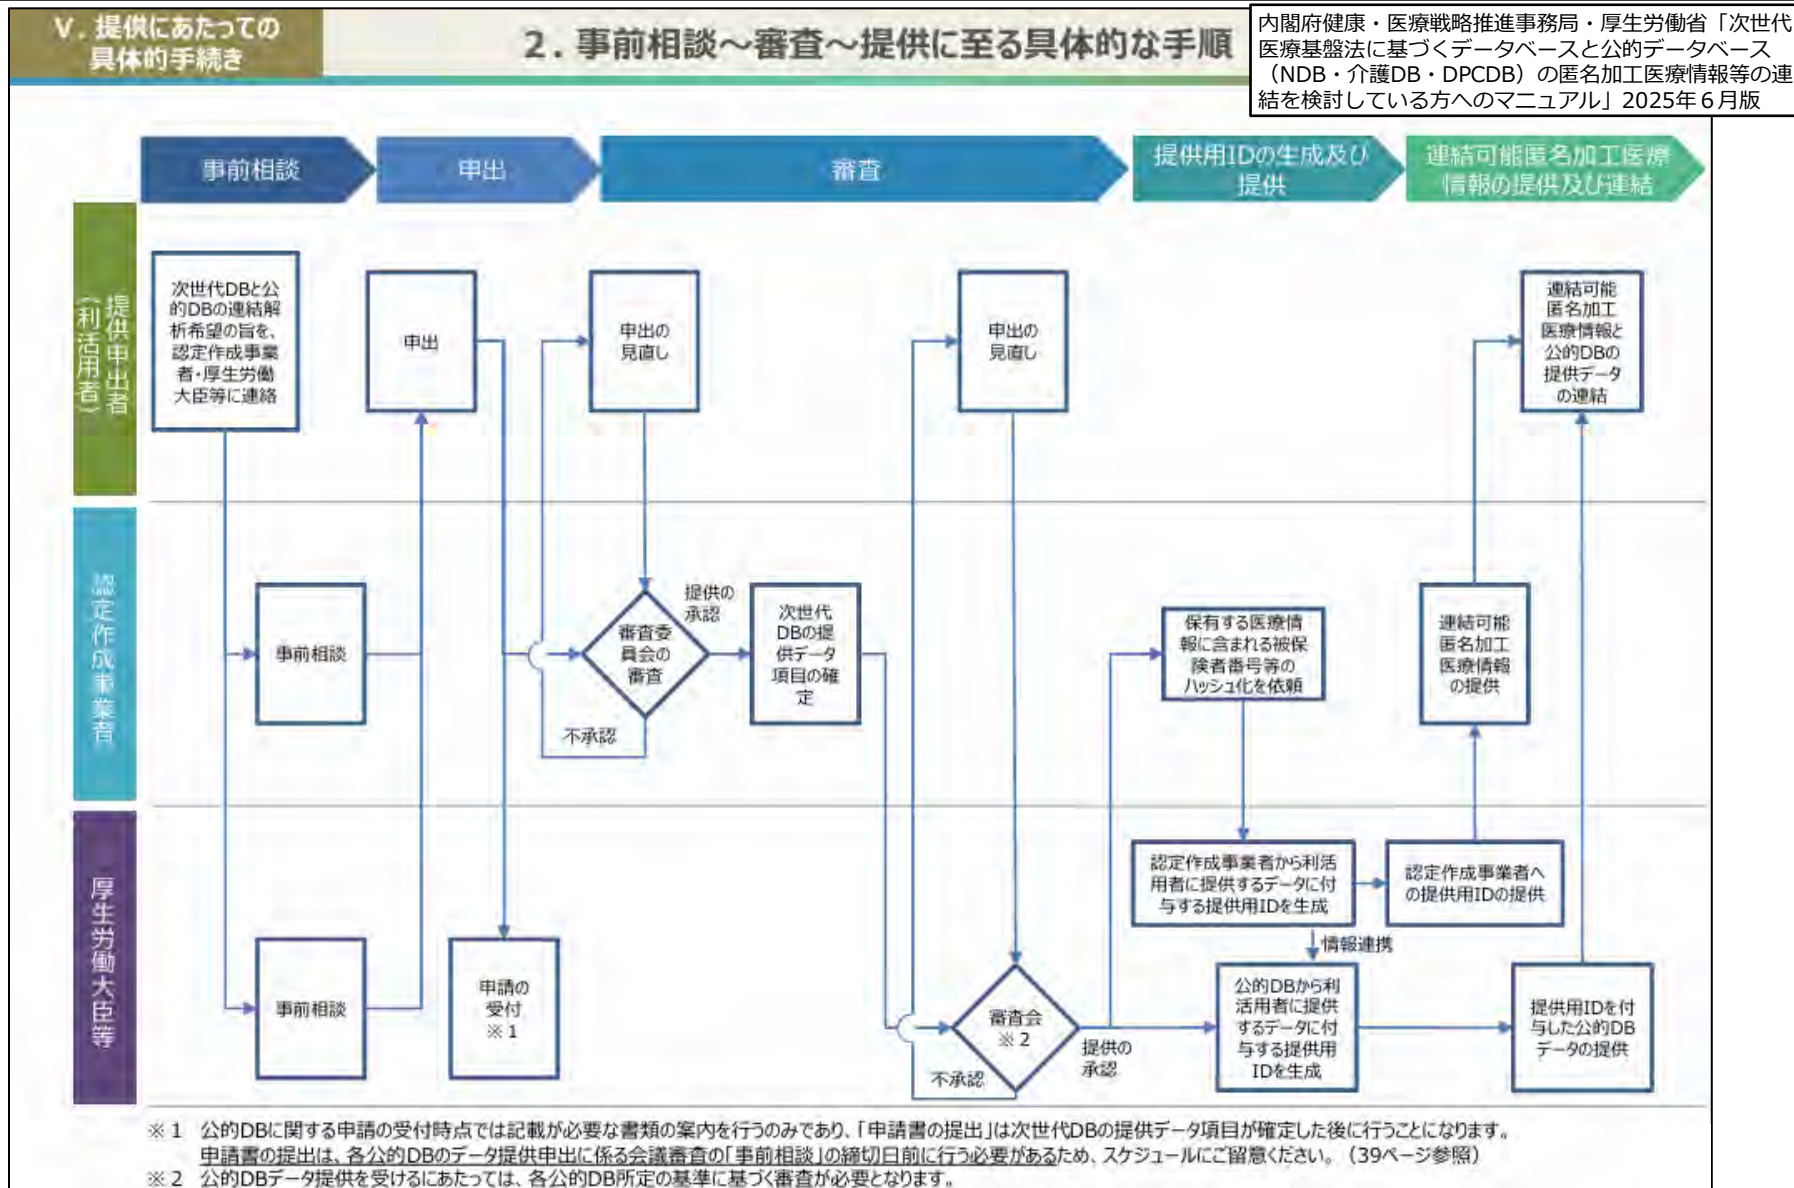 Ⅴ．提供にあたっての
具体的手続き
２．事前相談～審査～提供に至る具体的な手順
内閣府健康・医療戦略推進事務局・厚生労働省「次世代
医療基盤法に基づくデータベースと公的データベース
（NDB・介護DB・DPCDB）の匿名加工医療情報等の連
結を検討している方へのマニュアル」2025年６月版
事前相談
申出
審査
提供用IDの生成及び
提供
連結可能匿名加工医療
情報の提供及び連結
提供申出者
（利活用者）
次世代DBと公
的DBの連結解
析希望の旨を、
認定作成事業
者・厚生労働
大臣等に連絡
申出
申出の
見直し
申出の
見直し
連結可能
匿名加工
医療情報と
公的DBの
提供データ
の連結
認定作成事業者
事前相談
審査委
員会の
審査
提供の
承認
不承認
次世代
DBの提
供データ
項目の確
定
保有する医療情
報に含まれる被保
険者番号等の
ハッシュ化を依頼
連結可能
匿名加工
医療情報
の提供
厚生労働大臣等
事前相談
申請の
受付
※１
審査会
※２
提供の
承認
不承認
認定作成事業者から利活
用者に提供するデータに付
与する提供用IDを生成
認定作成事業者へ
の提供用IDの提供
情報連携
公的DBから利
活用者に提供
するデータに付
与する提供用
IDを生成
提供用IDを付
与した公的DB
データの提供
※１　公的DBに関する申請の受付時点では記載が必要な書類の案内を行うのみであり、「申請書の提出」は次世代DBの提供データ項目が確定した後に行うことになります。
申請書の提出は、各公的DBのデータ提供申出に係る会議審査の「事前相談」の締切日前に行う必要があるため、スケジュールにご留意ください。（39ページ参照）
※２　公的DBデータ提供を受けるにあたっては、各公的DB所定の基準に基づく審査が必要となります。